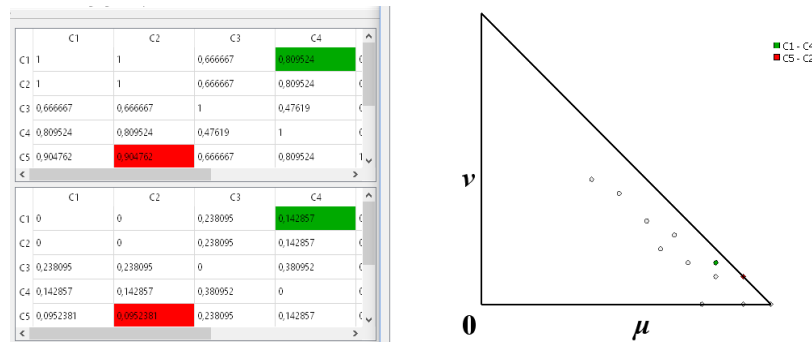 C1 C2 C3 C4
C1 1 1 0,666667 0,809524
C2 1 1 0,666667 0,809524
C3 0,666667 0,666667 1 0,47619
C4 0,809524 0,809524 0,47619 1
C5 0,904762 0,904762 0,666667 0,809524 1
C1 C2 C3 C4
C1 0 0 0,238095 0,142857
C2 0 0 0,238095 0,142857
C3 0,238095 0,238095 0 0,380952
C4 0,142857 0,142857 0,380952 0
C5 0,0952381 0,0952381 0,238095 0,142857
C1 - C4
C5 - C2
ν
0 μ